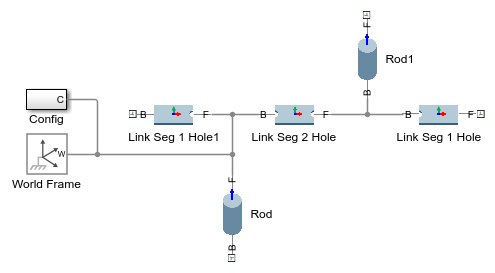 F
Rod1
B
C
Config
B F
B F
B F
Link Seg 1 Hole1
Link Seg 2 Hole
Link Seg 1 Hole
W
World Frame
F
Rod
B